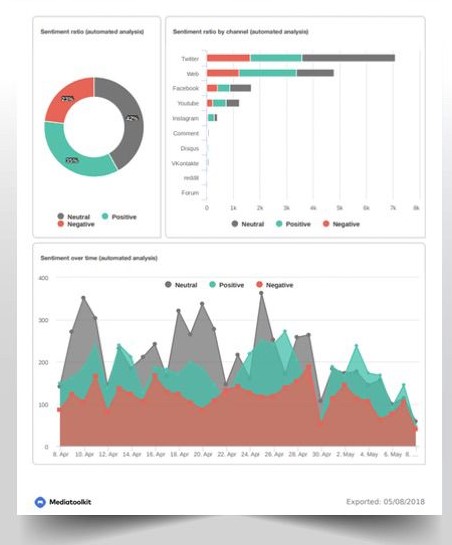 Sentiment ratio (automated analysis)
23%
42%
35%
Neutral Positive
Negative
Sentiment ratio by channel (automated analysis)
Twitter
Web
Facebook
Youtube
Instagram
Comment
Disqus
VKontakte
reddit
Forum
0 1k 2k 3k 4k 5k 6k 7k 8k
Neutral Positive Negative
Sentiment over time (automated analysis)
Neutral Positive Negative
400
300
200
100
0
8. Apr 10. Apr 12. Apr 14. Apr 16. Apr 18. Apr 20. Apr 22. Apr 24. Apr 26. Apr 28. Apr 30. Apr 2. May 4. May 6. May 8. ...
Mediatoolkit
Exported: 05/08/2018